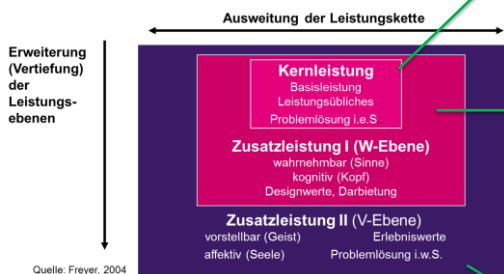 Ausweitung der Leistungskette
Erweiterung
(Vertiefung)
der
Leistungs-
ebenen
Kernleistung
Basisleistung
Leistungsübliches
Problemlösung i.e.S.
Zusatzleistung I (W-Ebene)
wahrnehmbar (Sinne)
kognitiv (Kopf)
Designwerte, Darbietung
Zusatzleistung II (V-Ebene)
vorstellbar (Geist) Erlebniswerte
affektiv (Seele) Problemlösung i.w.S.
Quelle: Freyer, 2004